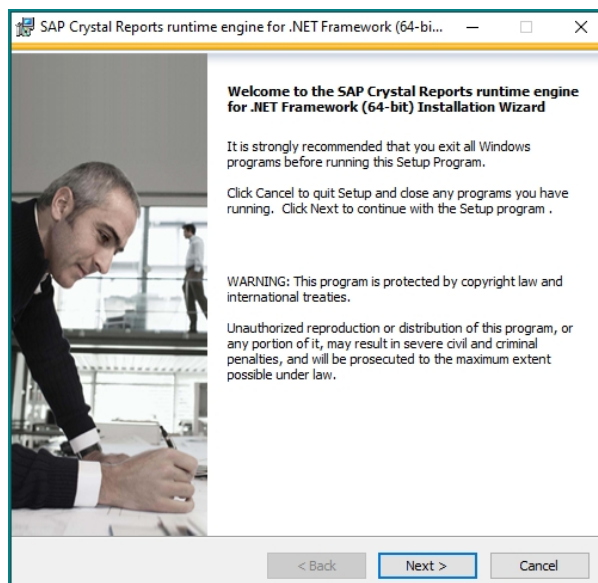 SAP Crystal Reports runtime engine for .NET Framework (64-bi...
Welcome to the SAP Crystal Reports runtime engine
for .NET Framework (64-bit) Installation Wizard
It is strongly recommended that you exit all Windows
programs before running this Setup Program.
Click Cancel to quit Setup and close any programs you have
running. Click Next to continue with the Setup program .
WARNING: This program is protected by copyright law and
international treaties.
Unauthorized reproduction or distribution of this program, or
any portion of it, may result in severe civil and criminal
penalties, and will be prosecuted to the maximum extent
possible under law.
< Back Next > Cancel